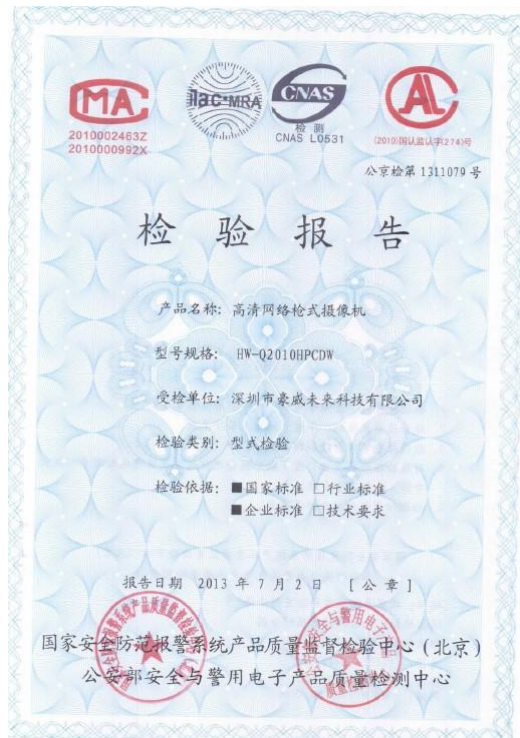 MA
ilac-MRA
CNAS
AL
2010002463Z
2010000992X
检 测
CNAS L0531
(2010)国认监认字(274)号
公京检第 1311079 号
检 验 报 告
产品名称: 高清网络枪式摄像机
型号规格: HW-Q2010HPCDW
受检单位: 深圳市豪威未来科技有限公司
检验类别: 型式检验
检验依据: ■国家标准 □行业标准
■企业标准 □技术要求
报告日期 2013 年 7 月 2 日 [ 公 章 ]
国家安全防范报警系统产品质量监督检验中心(北京)
公安部安全与警用电子产品质量检测中心